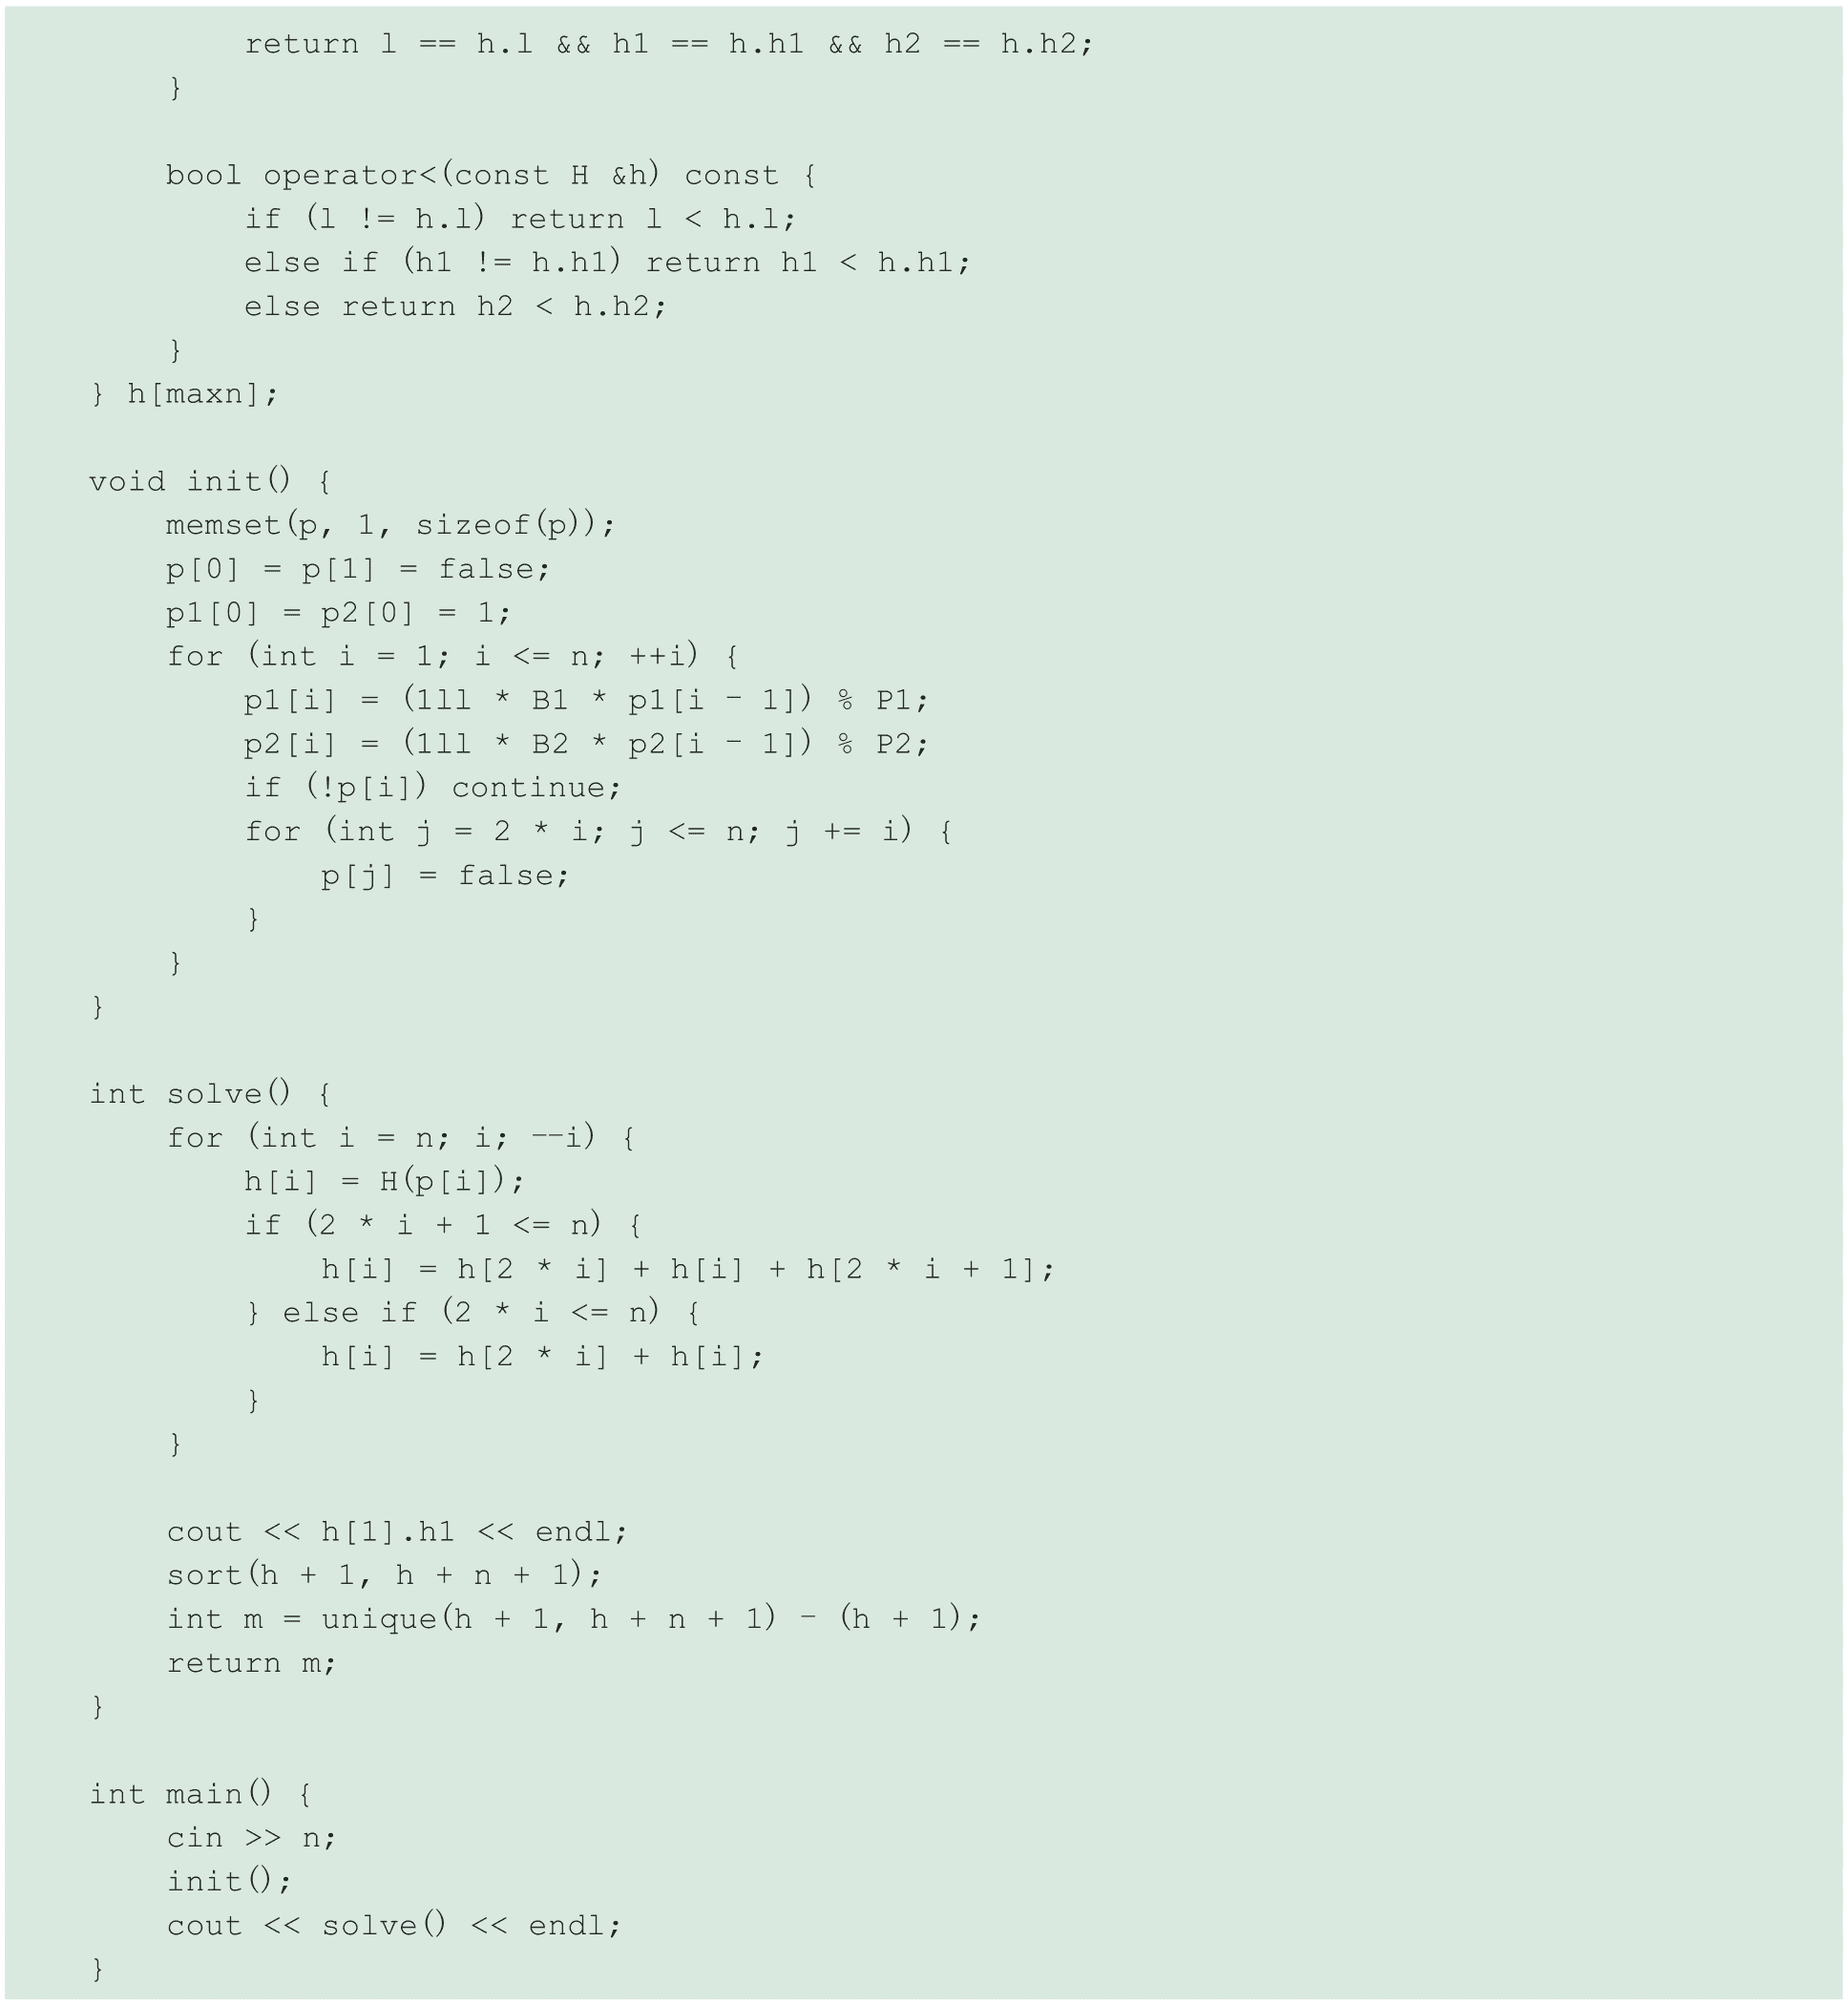 return l == h.l && h1 == h.h1 && h2 == h.h2;
}
bool operator<(const H &h) const {
if (l != h.l) return l < h.l;
else if (h1 != h.h1) return h1 < h.h1;
else return h2 < h.h2;
}
} h[maxn];
void init() {
memset(p, 1, sizeof(p));
p[0] = p[1] = false;
p1[0] = p2[0] = 1;
for (int i = 1; i <= n; ++i) {
p1[i] = (1ll * B1 * p1[i - 1]) % P1;
p2[i] = (1ll * B2 * p2[i - 1]) % P2;
if (!p[i]) continue;
for (int j = 2 * i; j <= n; j += i) {
p[j] = false;
}
}
}
int solve() {
for (int i = n; i; --i) {
h[i] = H(p[i]);
if (2 * i + 1 <= n) {
h[i] = h[2 * i] + h[i] + h[2 * i + 1];
} else if (2 * i <= n) {
h[i] = h[2 * i] + h[i];
}
}
cout << h[1].h1 << endl;
sort(h + 1, h + n + 1);
int m = unique(h + 1, h + n + 1) - (h + 1);
return m;
}
int main() {
cin >> n;
init();
cout << solve() << endl;
}